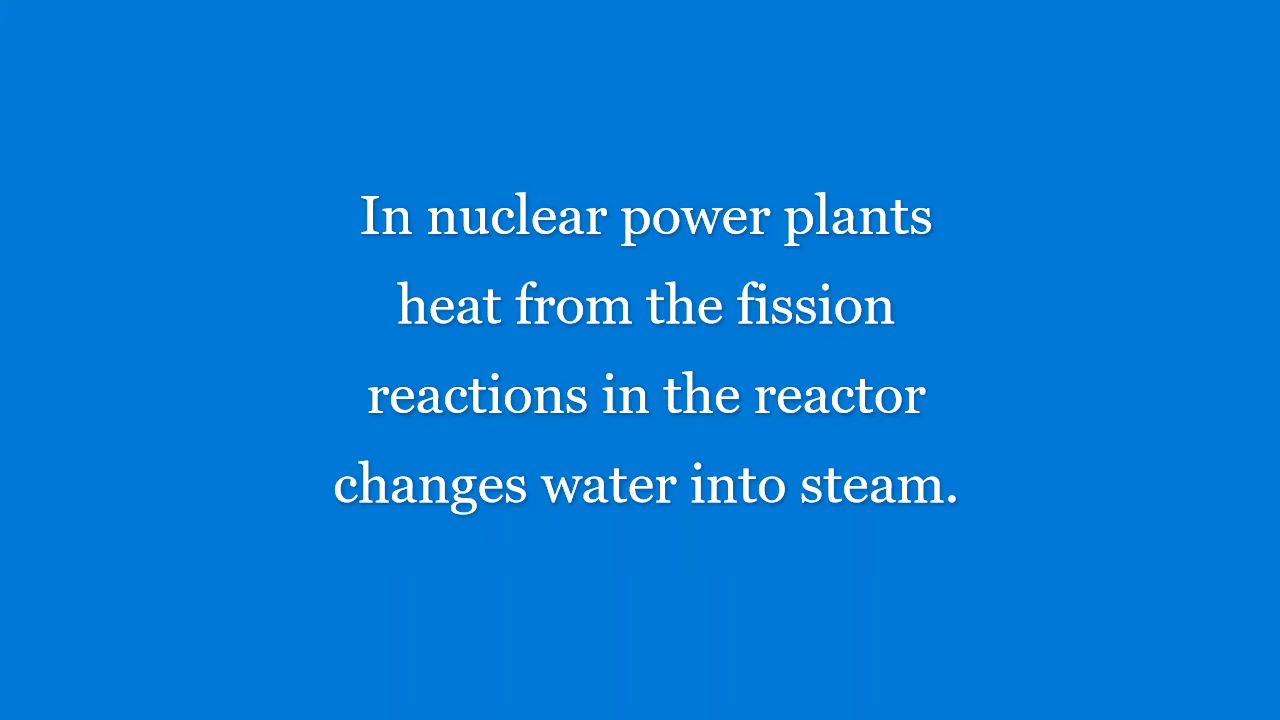 In nuclear power plants
heat from the fission
reactions in the reactor
changes water into steam.